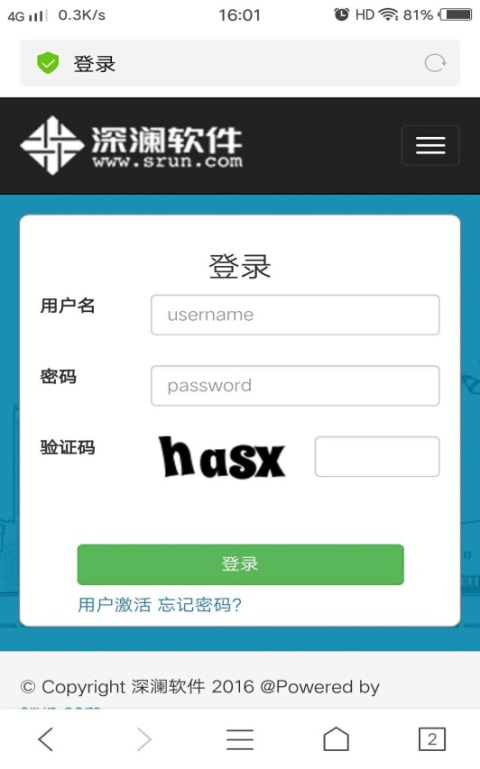 4G 0.3K/s 16:01 HD 81%
登录
深澜软件
www.srun.com
登录
用户名 username
密码 password
验证码 hasx
登录
用户激活 忘记密码?
© Copyright 深澜软件 2016 @Powered by
srun.com
2